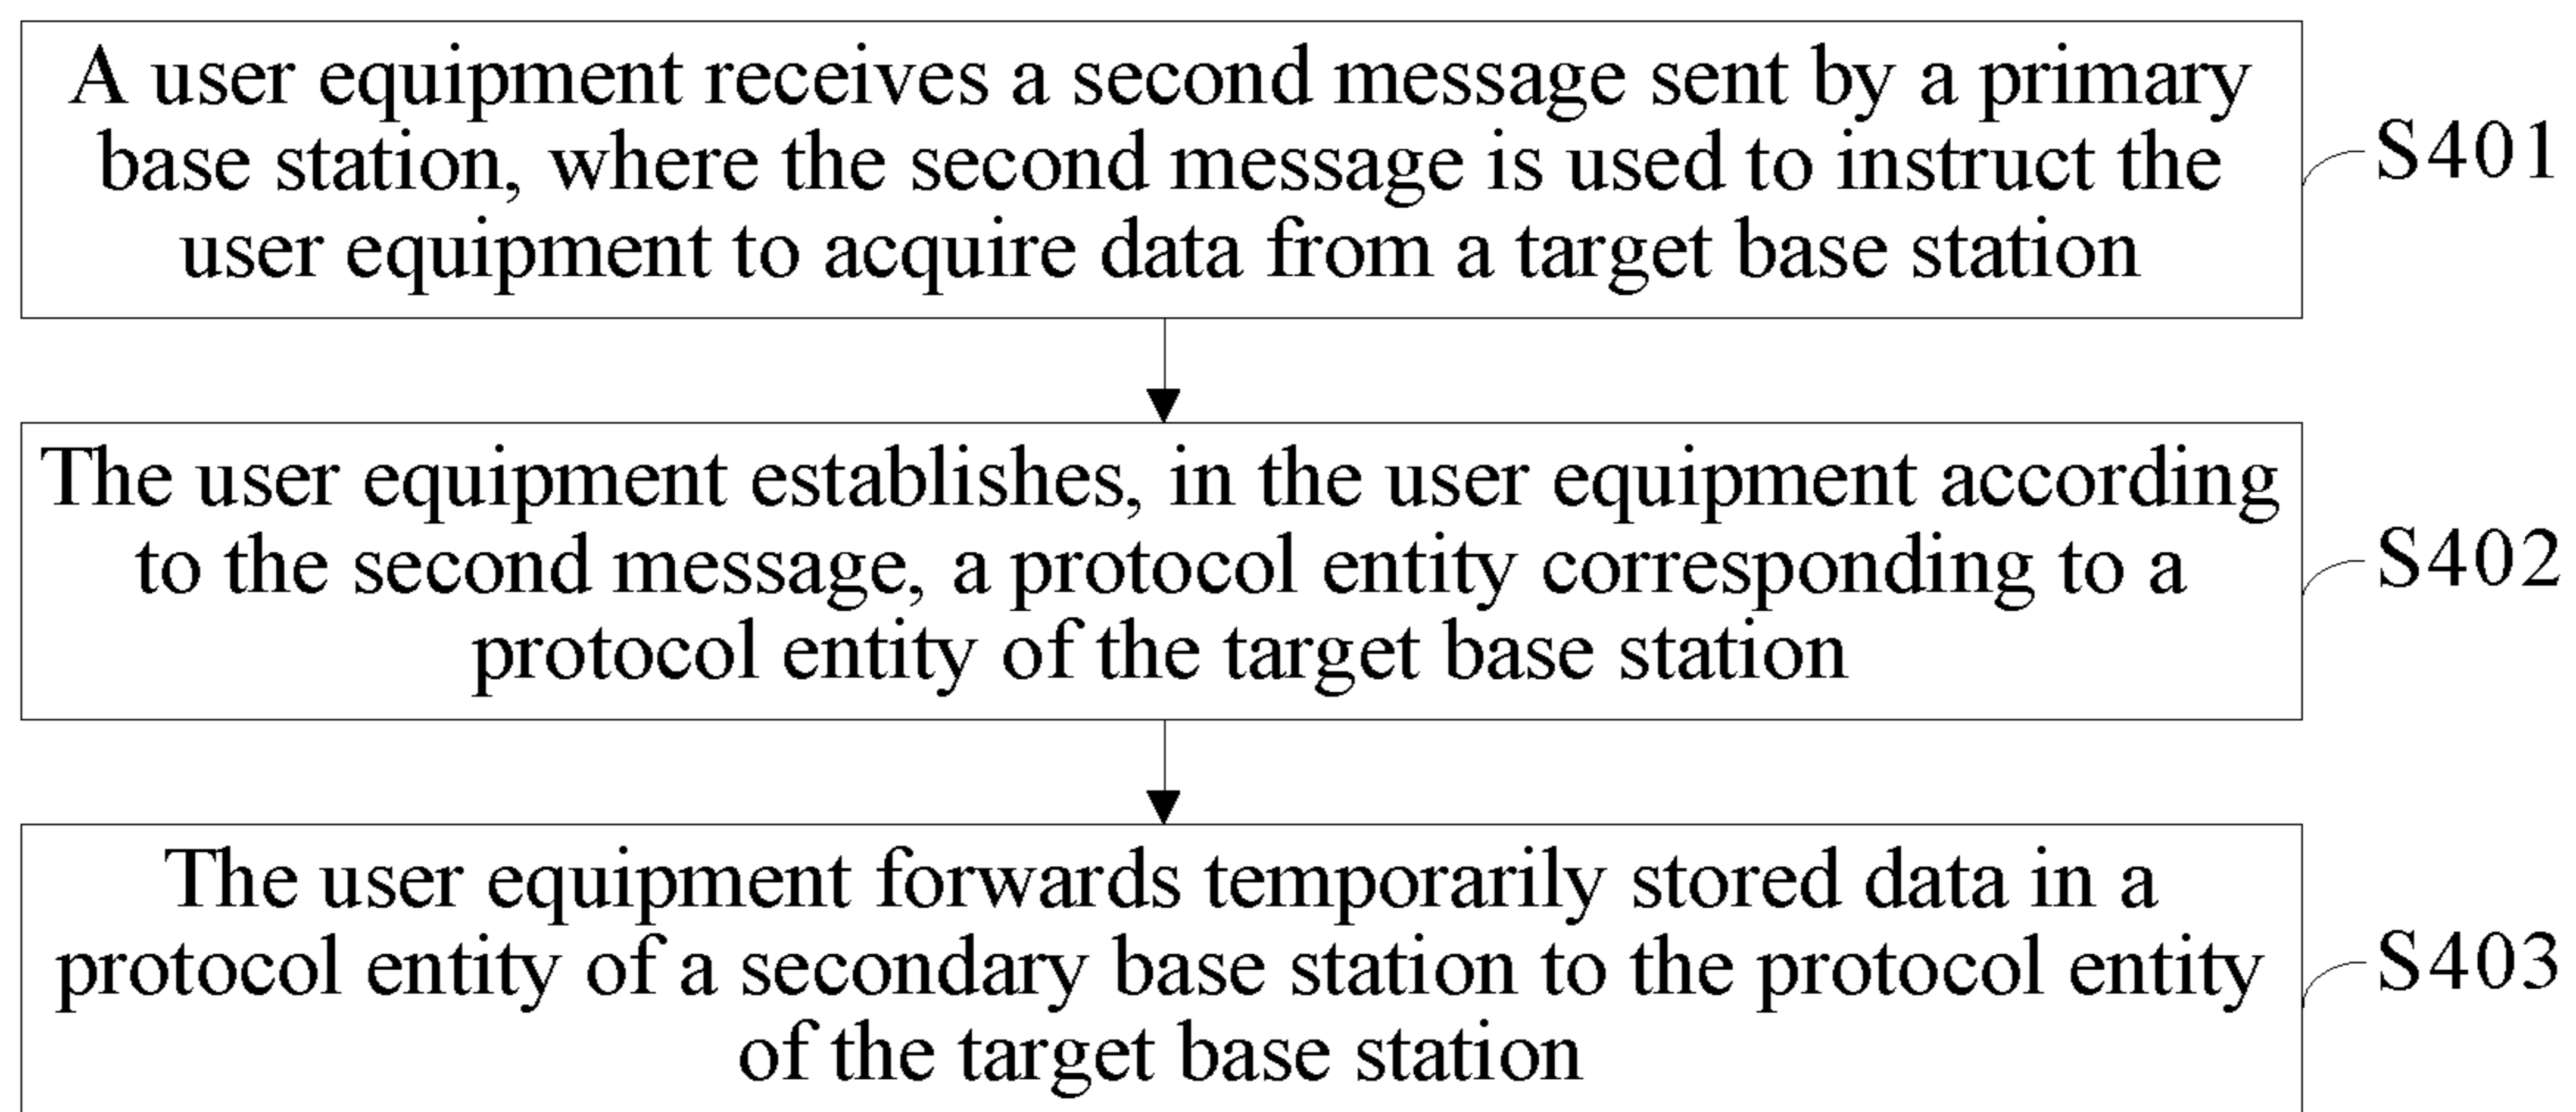 A user equipment receives a second message sent by a primary
base station, where the second message is used to instruct the
user equipment to acquire data from a target base station
S401
The user equipment establishes, in the user equipment according
to the second message, a protocol entity corresponding to a
protocol entity of the target base station
S402
The user equipment forwards temporarily stored data in a
protocol entity of a secondary base station to the protocol entity
of the target base station
S403